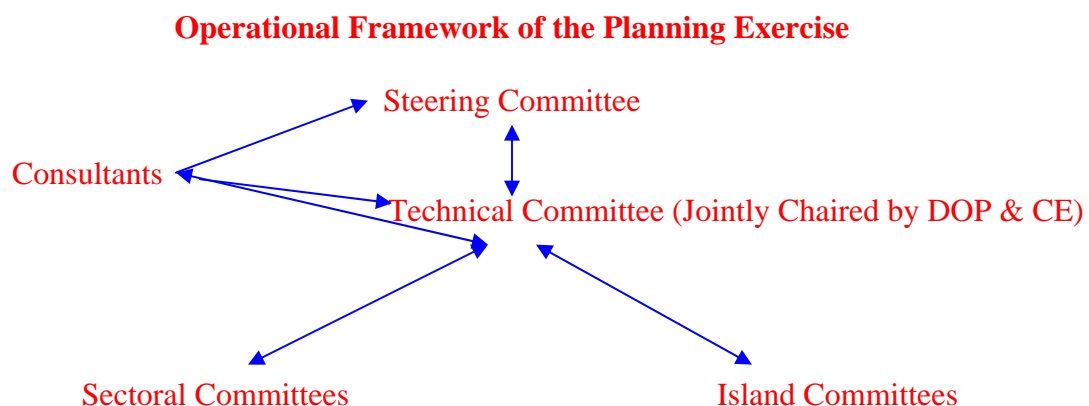 Operational Framework of the Planning Exercise
Steering Committee
Consultants
Technical Committee (Jointly Chaired by DOP & CE)
Sectoral Committees
Island Committees